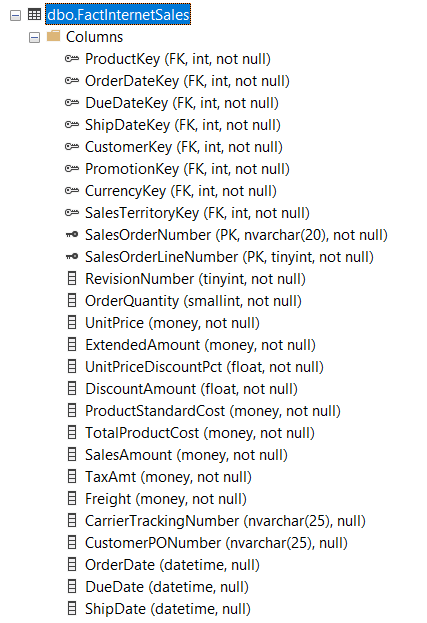 dbo.FactInternetSales
Columns
ProductKey (FK, int, not null)
OrderDateKey (FK, int, not null)
DueDateKey (FK, int, not null)
ShipDateKey (FK, int, not null)
CustomerKey (FK, int, not null)
PromotionKey (FK, int, not null)
CurrencyKey (FK, int, not null)
SalesTerritoryKey (FK, int, not null)
SalesOrderNumber (PK, nvarchar(20), not null)
SalesOrderLineNumber (PK, tinyint, not null)
RevisionNumber (tinyint, not null)
OrderQuantity (smallint, not null)
UnitPrice (money, not null)
ExtendedAmount (money, not null)
UnitPriceDiscountPct (float, not null)
DiscountAmount (float, not null)
ProductStandardCost (money, not null)
TotalProductCost (money, not null)
SalesAmount (money, not null)
TaxAmt (money, not null)
Freight (money, not null)
CarrierTrackingNumber (nvarchar(25), null)
CustomerPONumber (nvarchar(25), null)
OrderDate (datetime, null)
DueDate (datetime, null)
ShipDate (datetime, null)